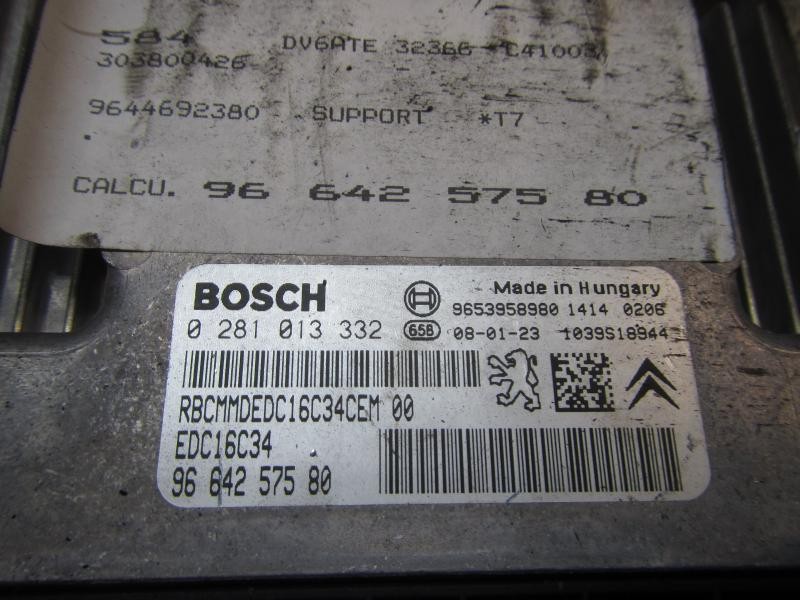 584 DV6ATE 32366 C41003
303800426
9644692380 SUPPORT *T7
CALCU. 96 642 575 80
BOSCH Made in Hungary
9653958980 1414 0206
0 281 013 332 658 08-01-23 1039S18944
RBCMMDEDC16C34CEM 00
EDC16C34
96 642 575 80